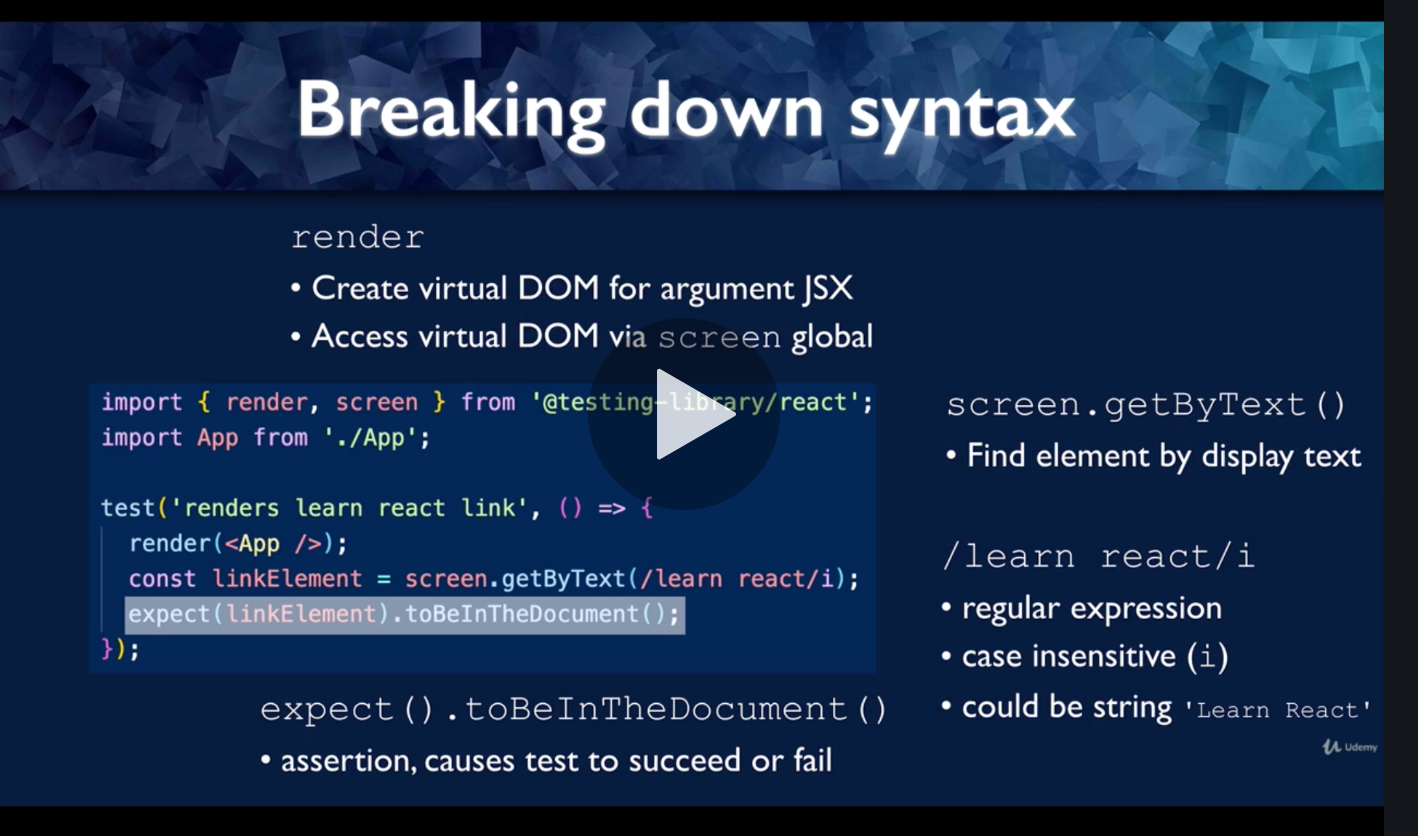 Breaking down syntax
render
• Create virtual DOM for argument JSX
• Access virtual DOM via screen global
import { render, screen } from '@testing-library/react';
import App from './App';
test('renders learn react link', () => {
render(<App />);
const linkElement = screen.getByText(/learn react/i);
expect(linkElement).toBeInTheDocument();
});
expect().toBeInTheDocument()
• assertion, causes test to succeed or fail
screen.getByText()
• Find element by display text
/learn react/i
• regular expression
• case insensitive (i)
• could be string 'Learn React'
Udemy